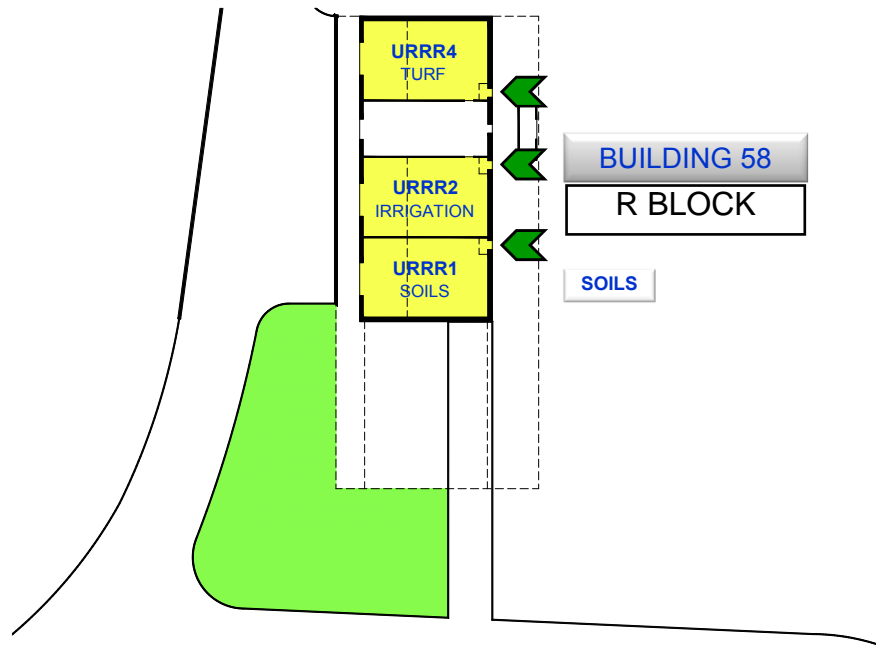 URRR4
TURF
BUILDING 58
R BLOCK
URRR2
IRRIGATION
URRR1
SOILS
SOILS